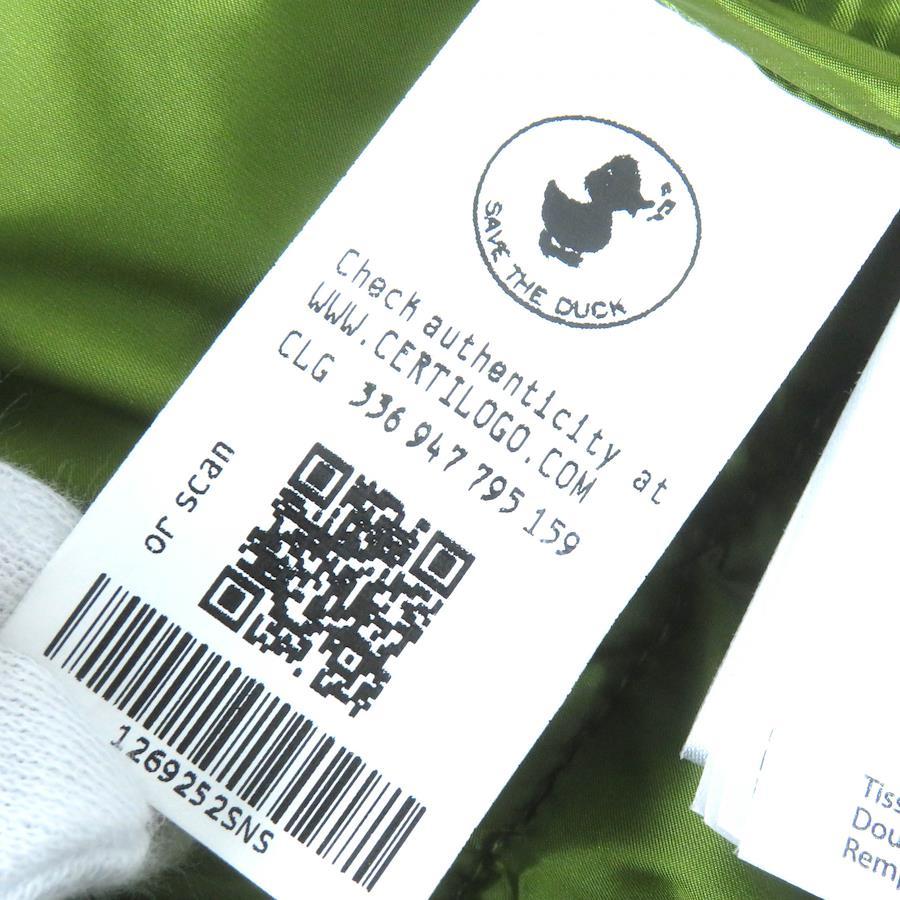 SAVE THE DUCK
Check authenticity at
WWW.CERTILOGO.COM
CLG 336 947 795 159
or scan
1269252SNS
Tiss
Dou
Remp